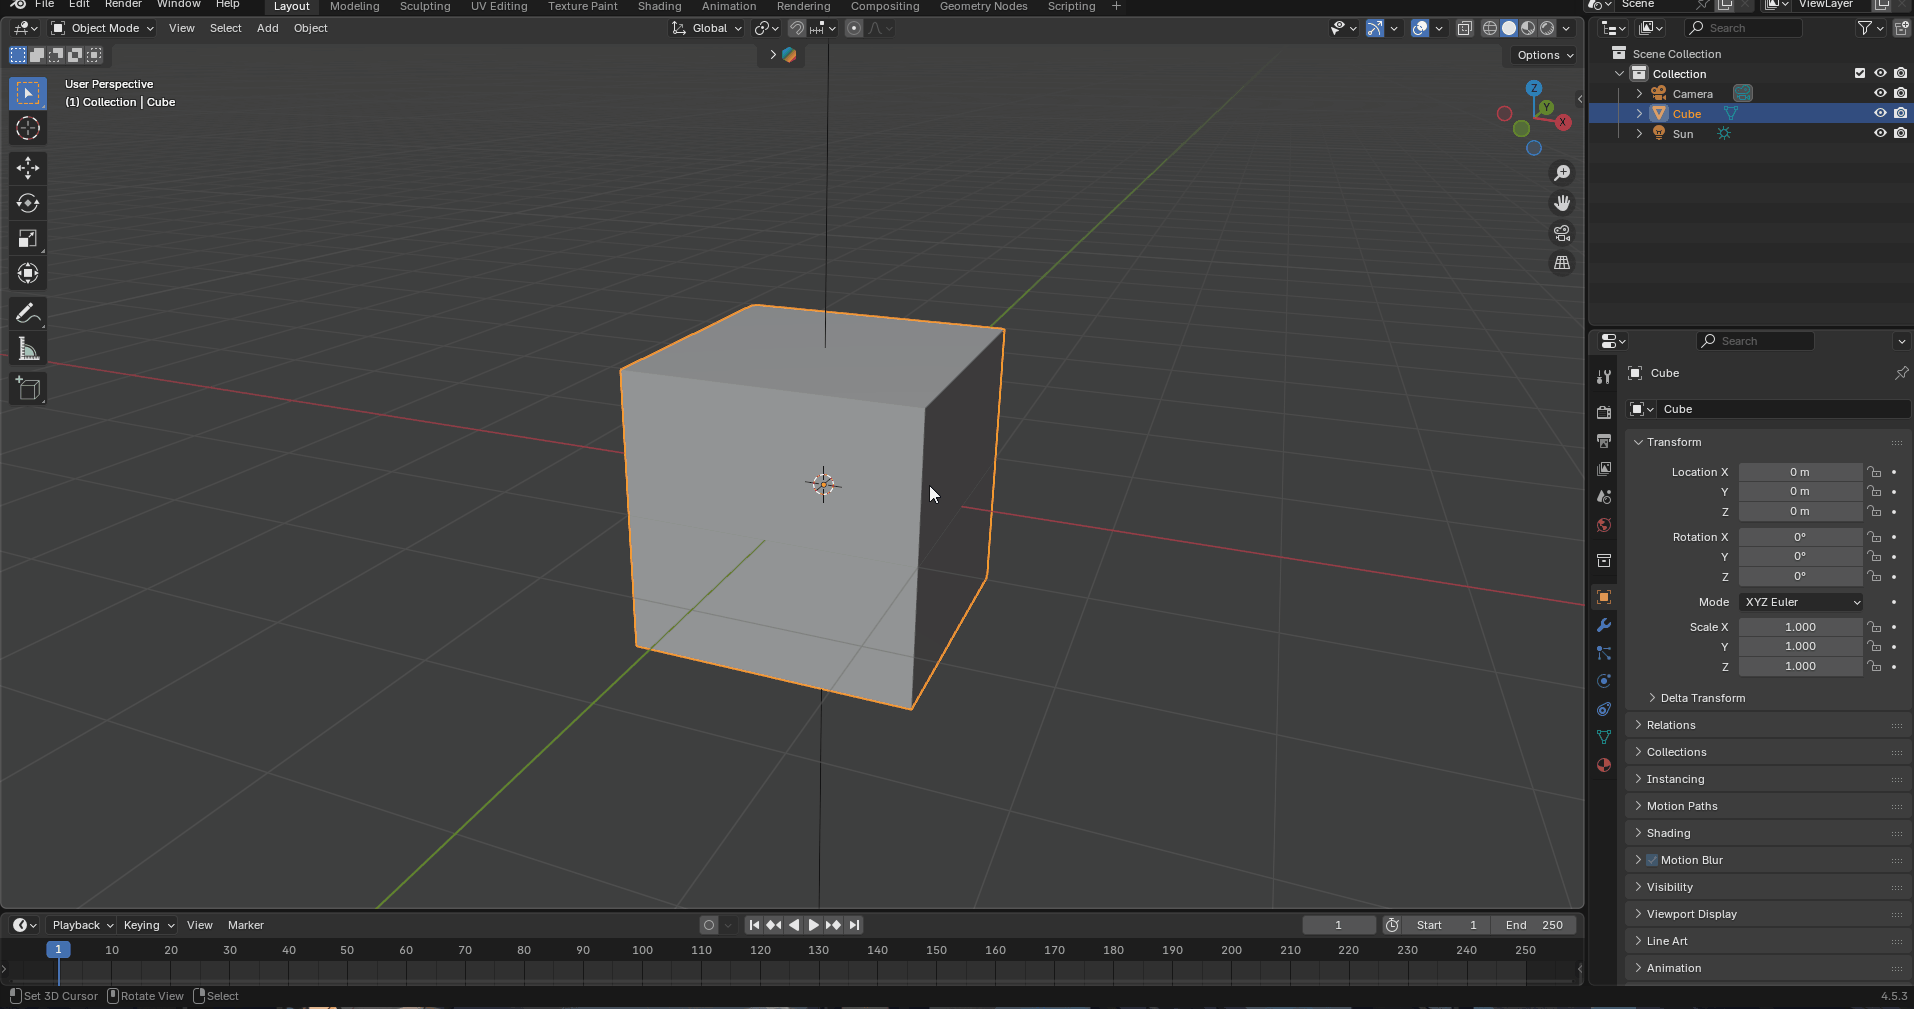 File Edit Render Window Help Layout Modeling Sculpting UV Editing Texture Paint Shading Animation Rendering Compositing Geometry Nodes Scripting + Scene ViewLayer
Object Mode View Select Add Object Global Search
Options
User Perspective
(1) Collection | Cube
Z
Y
X
Scene Collection
Collection
Camera
Cube
Sun
Search
Cube
Cube
Transform
Location X 0 m
Y 0 m
Z 0 m
Rotation X 0°
Y 0°
Z 0°
Mode XYZ Euler
Scale X 1.000
Y 1.000
Z 1.000
Delta Transform
Relations
Collections
Instancing
Motion Paths
Shading
Motion Blur
Visibility
Viewport Display
Line Art
Animation
Playback Keying View Marker 1 Start 1 End 250
1 10 20 30 40 50 60 70 80 90 100 110 120 130 140 150 160 170 180 190 200 210 220 230 240 250
Set 3D Cursor Rotate View Select 4.5.3